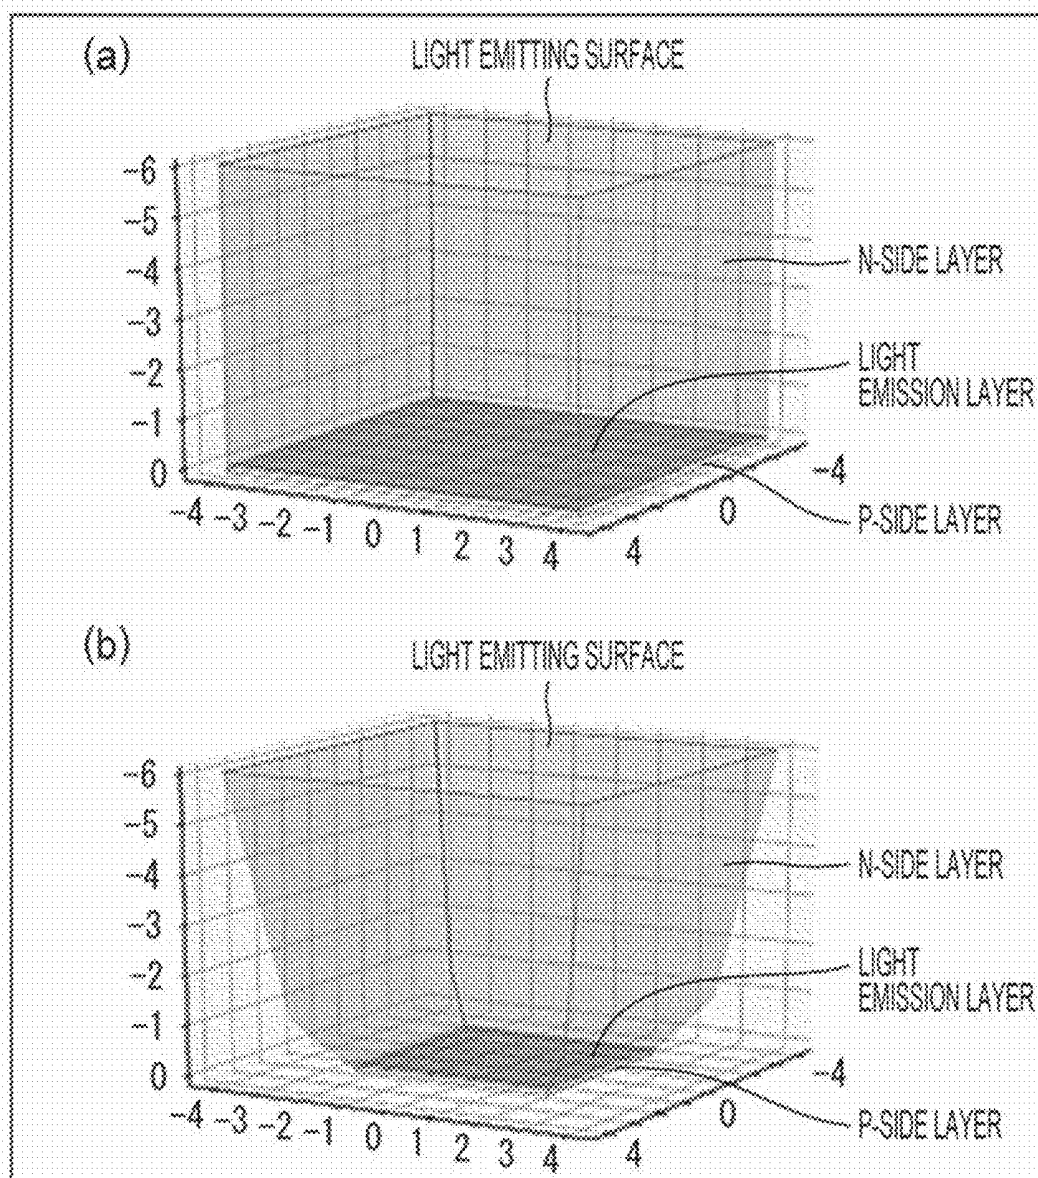 (a)
LIGHT EMITTING SURFACE
-6
-5
-4
-3
-2
-1
0
N-SIDE LAYER
LIGHT
EMISSION LAYER
P-SIDE LAYER
-4 -3 -2 -1 0 1 2 3 4
4 0 -4
(b)
LIGHT EMITTING SURFACE
-6
-5
-4
-3
-2
-1
0
N-SIDE LAYER
LIGHT
EMISSION LAYER
P-SIDE LAYER
-4 -3 -2 -1 0 1 2 3 4
4 0 -4